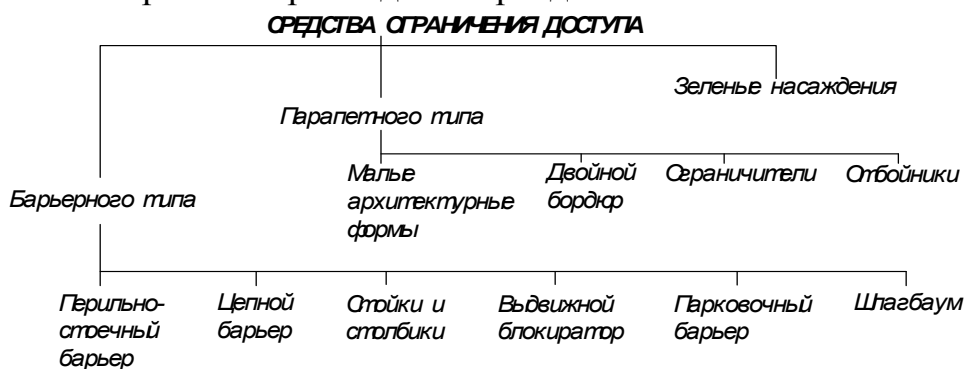 СРЕДСТВА ОГРАНИЧЕНИЯ ДОСТУПА
Зеленые насаждения
Парапетного типа
Малые
архитектурные
формы
Двойной
бордюр
Ограничители
Отбойники
Барьерного типа
Перильно-
стоечный
барьер
Цепной
барьер
Стойки и
столбики
Выдвижной
блокиратор
Парковочный
барьер
Шлагбаум